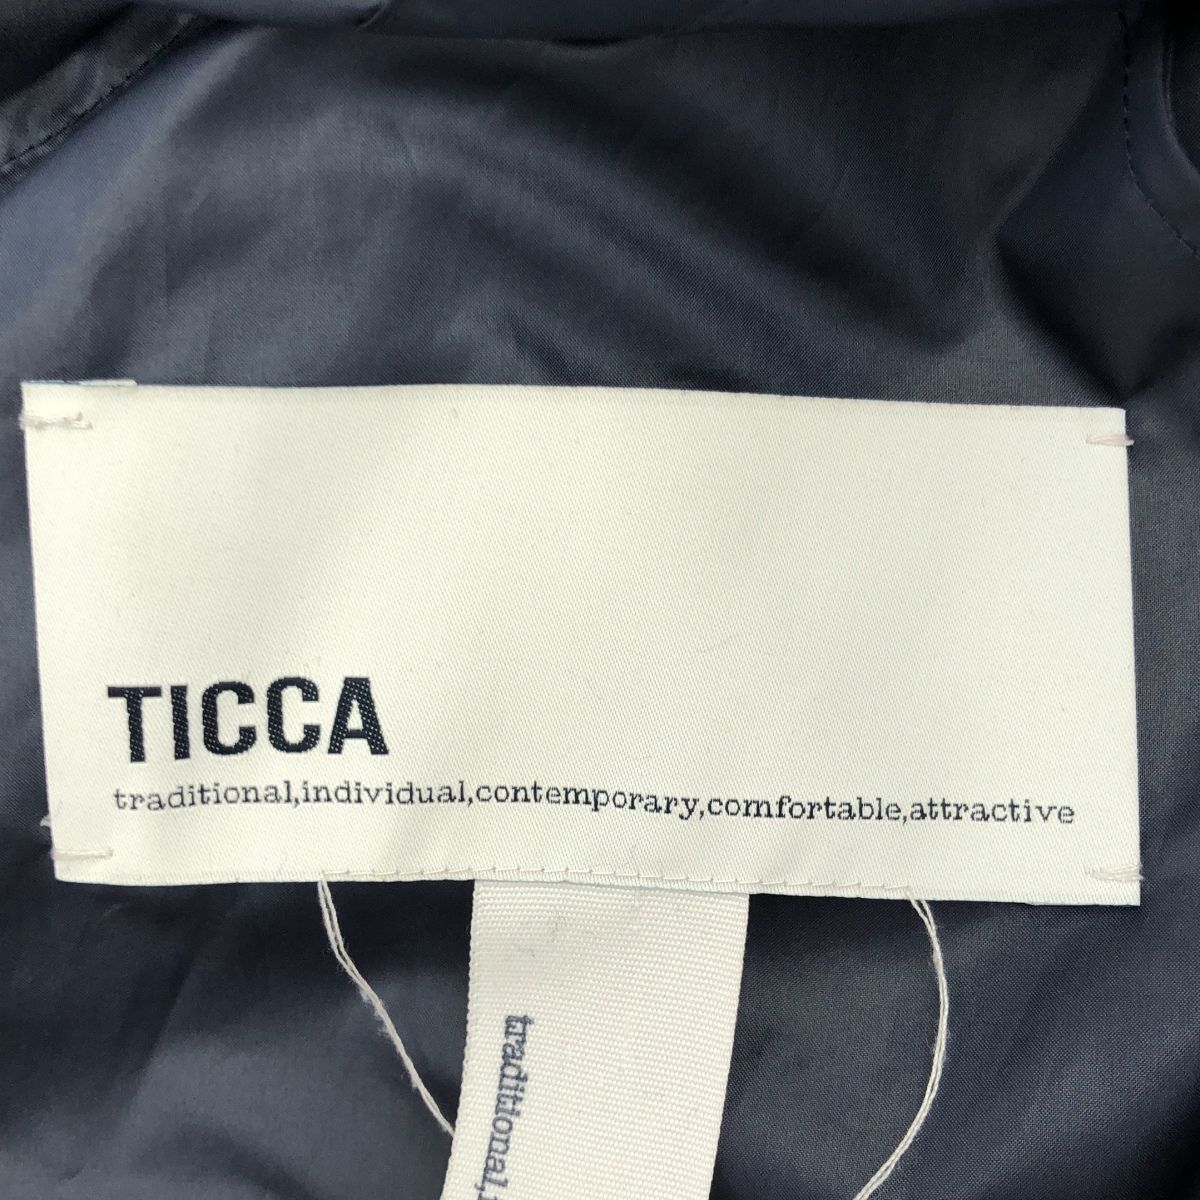 TICCA
traditional,individual,contemporary,comfortable,attractive
traditional,